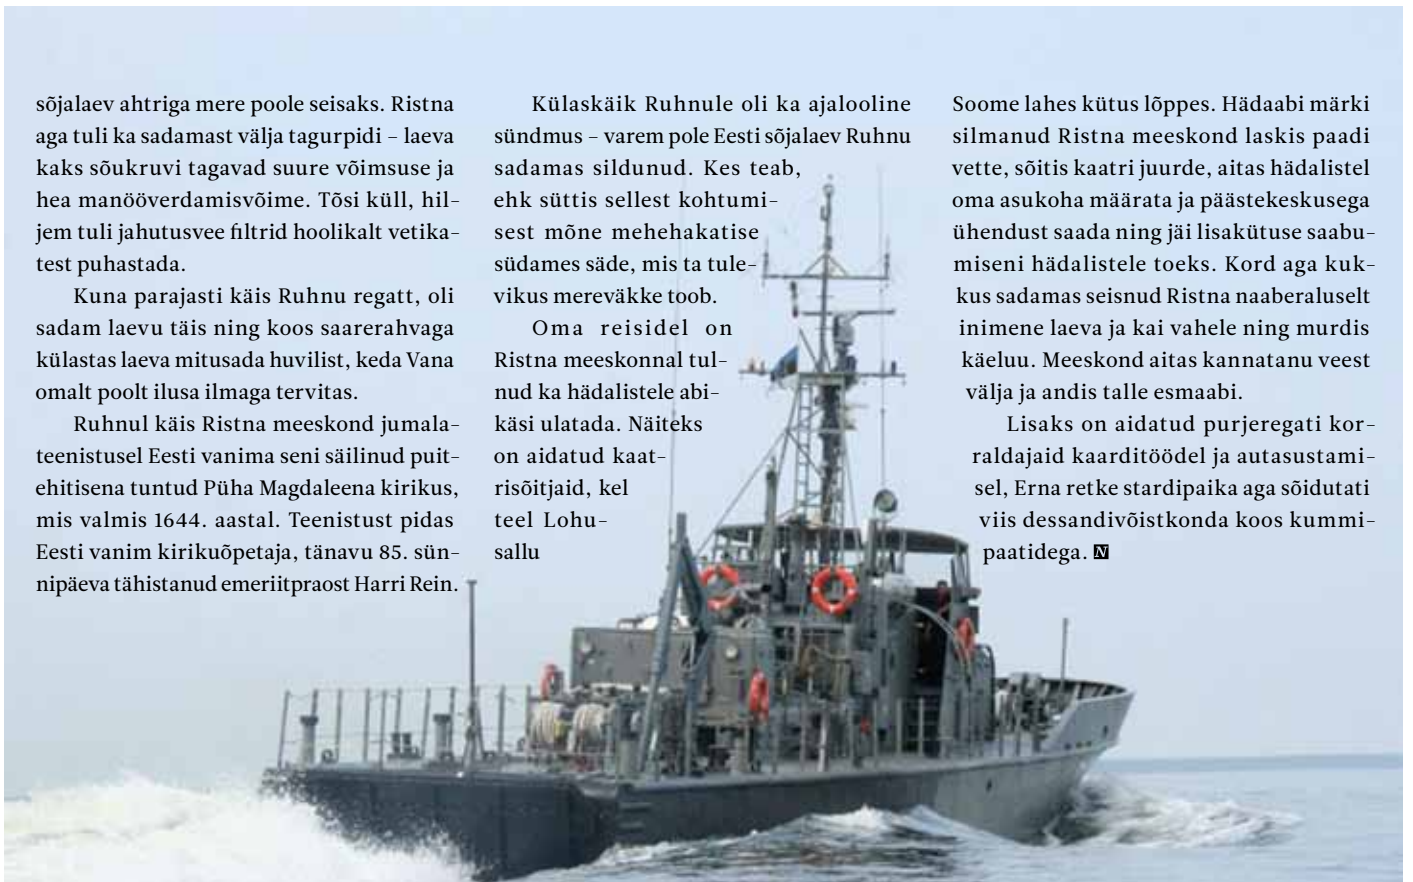 sõjalaev ahtriga mere poole seisaks. Ristna
aga tuli ka sadamast välja tagurpidi – laeva
kaks sõukruvi tagavad suure võimsuse ja
hea manööverdamisvõime. Tõsi küll, hil-
jem tuli jahutusvee filtrid hoolikalt vetika-
test puhastada.
Kuna parajasti käis Ruhnu regatt, oli
sadam laevu täis ning koos saarerahvaga
külastas laeva mitusada huvilist, keda Vana
omalt poolt ilusa ilmaga tervitas.
Ruhnul käis Ristna meeskond jumala-
teenistusel Eesti vanima seni säilinud puit-
ehitisena tuntud Püha Magdaleena kirikus,
mis valmis 1644. aastal. Teenistust pidas
Eesti vanim kirikuõpetaja, tänavu 85. sün-
nipäeva tähistanud emeriitpraost Harri Rein.
Külaskäik Ruhnule oli ka ajalooline
sündmus – varem pole Eesti sõjalaev Ruhnu
sadamas sildunud. Kes teab,
ehk süttis sellest kohtumi-
sest mõne mehehakatise
südames säde, mis ta tule-
vikus mereväkke toob.
Oma reisidel on
Ristna meeskonnal tul-
nud ka hädalistele abi-
käsi ulatada. Näiteks
on aidatud kaat-
risõitjaid, kel
teel Lohu-
sallu
Soome lahes kütus lõppes. Hädaabi märki
silmanud Ristna meeskond laskis paadi
vette, sõitis kaatri juurde, aitas hädalistel
oma asukoha määrata ja päästekeskusega
ühendust saada ning jäi lisakütuse saabu-
miseni hädalistele toeks. Kord aga kuk-
kus sadamas seisnud Ristna naaberaluselt
inimene laeva ja kai vahele ning murdis
käeluu. Meeskond aitas kannatanu veest
välja ja andis talle esmaabi.
Lisaks on aidatud purjeregati kor-
raldajaid kaarditöödel ja autasustami-
sel, Erna retke stardipaika aga sõidutati
viis dessandivõistkonda koos kummi-
paatidega. N